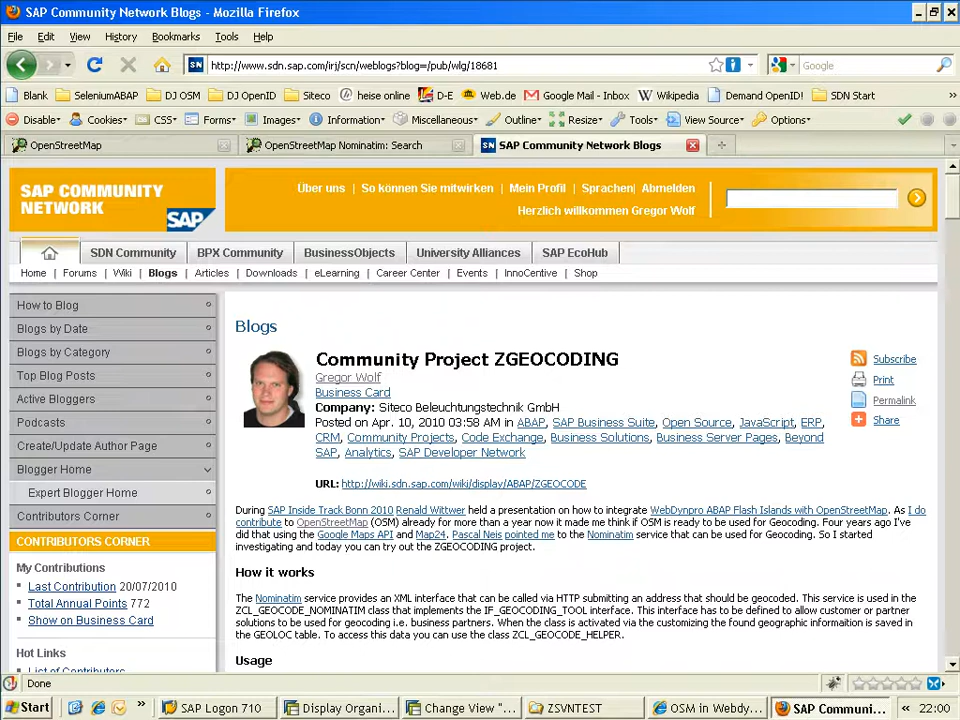 SAP Community Network Blogs - Mozilla Firefox
File Edit View History Bookmarks Tools Help
SN http://www.sdn.sap.com/irj/scn/weblogs?blog=/pub/wlg/18681 Google
Blank SeleniumABAP DJ OSM DJ OpenID Siteco heise online D-E Web.de Google Mail - Inbox Wikipedia Demand OpenID! SDN Start »
Disable Cookies CSS Forms Images Information Miscellaneous Outline Resize Tools View Source Options
OpenStreetMap OpenStreetMap Nominatim: Search SN SAP Community Network Blogs
SAP COMMUNITY
NETWORK
SAP
Über uns | So können Sie mitwirken | Mein Profil | Sprachen| Abmelden
Herzlich willkommen Gregor Wolf
SDN Community BPX Community BusinessObjects University Alliances SAP EcoHub
Home | Forums | Wiki | Blogs | Articles | Downloads | eLearning | Career Center | Events | InnoCentive | Shop
How to Blog
Blogs by Date
Blogs by Category
Top Blog Posts
Active Bloggers
Podcasts
Create/Update Author Page
Blogger Home
Expert Blogger Home
Contributors Corner
CONTRIBUTORS CORNER
My Contributions
Last Contribution 20/07/2010
Total Annual Points 772
Show on Business Card
Hot Links
List of Contributors
Blogs
Community Project ZGEOCODING
Gregor Wolf
Business Card
Company: Siteco Beleuchtungstechnik GmbH
Posted on Apr. 10, 2010 03:58 AM in ABAP, SAP Business Suite, Open Source, JavaScript, ERP,
CRM, Community Projects, Code Exchange, Business Solutions, Business Server Pages, Beyond
SAP, Analytics, SAP Developer Network
Subscribe
Print
Permalink
Share
URL: http://wiki.sdn.sap.com/wiki/display/ABAP/ZGEOCODE
During SAP Inside Track Bonn 2010 Renald Wittwer held a presentation on how to integrate WebDynpro ABAP Flash Islands with OpenStreetMap. As I do
contribute to OpenStreetMap (OSM) already for more than a year now it made me think if OSM is ready to be used for Geocoding. Four years ago I've
did that using the Google Maps API and Map24. Pascal Neis pointed me to the Nominatim service that can be used for Geocoding. So I started
investigating and today you can try out the ZGEOCODING project.
How it works
The Nominatim service provides an XML interface that can be called via HTTP submitting an address that should be geocoded. This service is used in the
ZCL_GEOCODE_NOMINATIM class that implements the IF_GEOCODING_TOOL interface. This interface has to be defined to allow customer or partner
solutions to be used for geocoding i.e. business partners. When the class is activated via the customizing the found geographic informaition is saved in
the GEOLOC table. To access this data you can use the class ZCL_GEOCODE_HELPER.
Usage
Done
Start » SAP Logon 710 Display Organi... Change View "... ZSVNTEST OSM in Webdy... SAP Communi... « 22:00